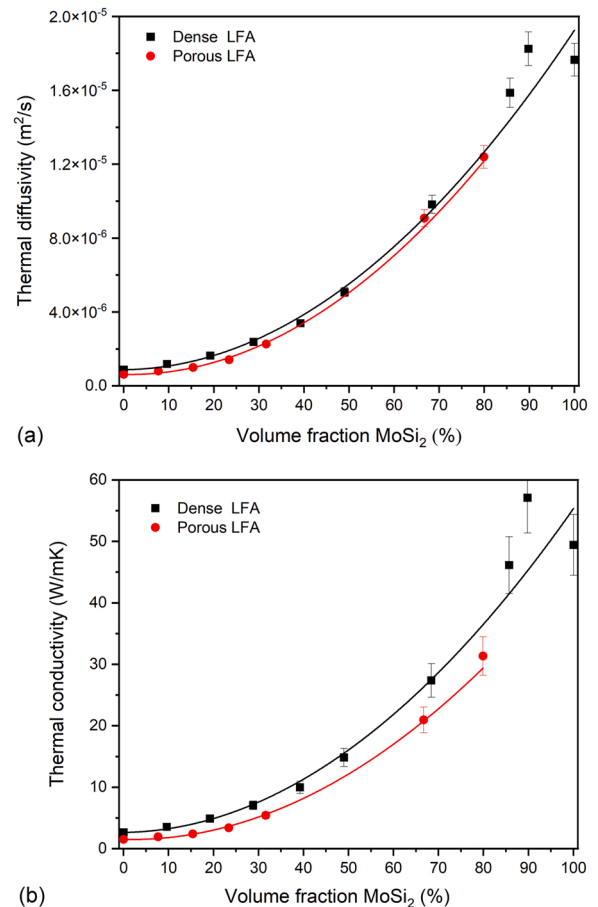 2.0×10⁻⁵
1.6×10⁻⁵
1.2×10⁻⁵
8.0×10⁻⁶
4.0×10⁻⁶
0.0
Thermal diffusivity (m²/s)
Dense LFA
Porous LFA
0 10 20 30 40 50 60 70 80 90 100
(a) Volume fraction MoSi₂ (%)
60
50
40
30
20
10
0
Thermal conductivity (W/mK)
Dense LFA
Porous LFA
0 10 20 30 40 50 60 70 80 90 100
(b) Volume fraction MoSi₂ (%)